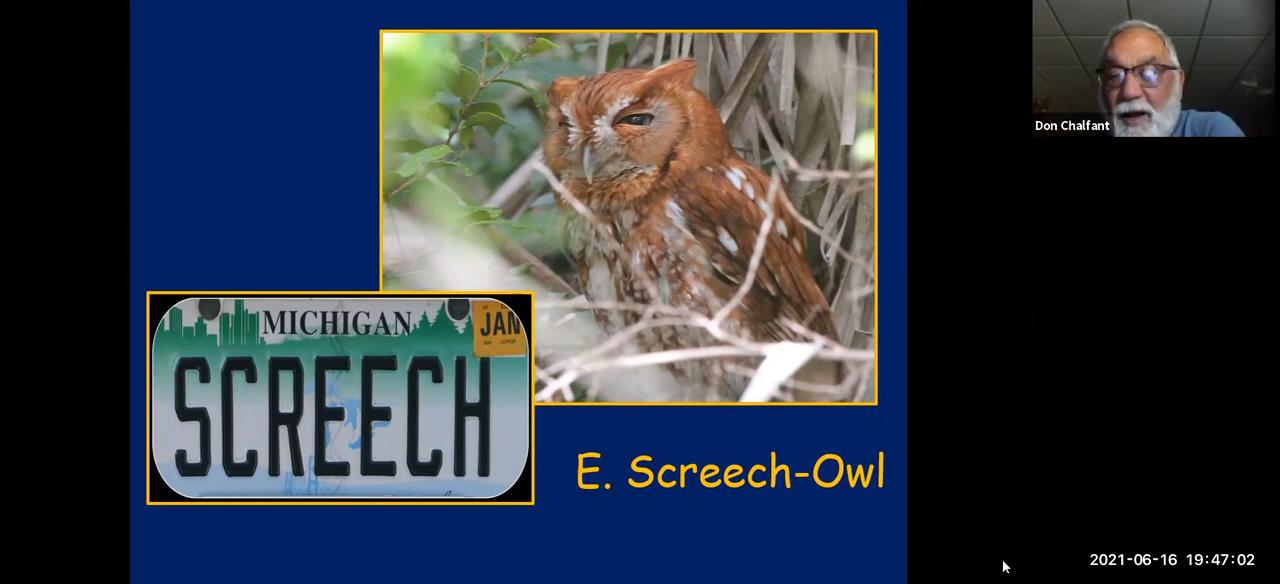 MICHIGAN
JAN
SCREECH
E. Screech-Owl
Don Chalfant
2021-06-16 19:47:02